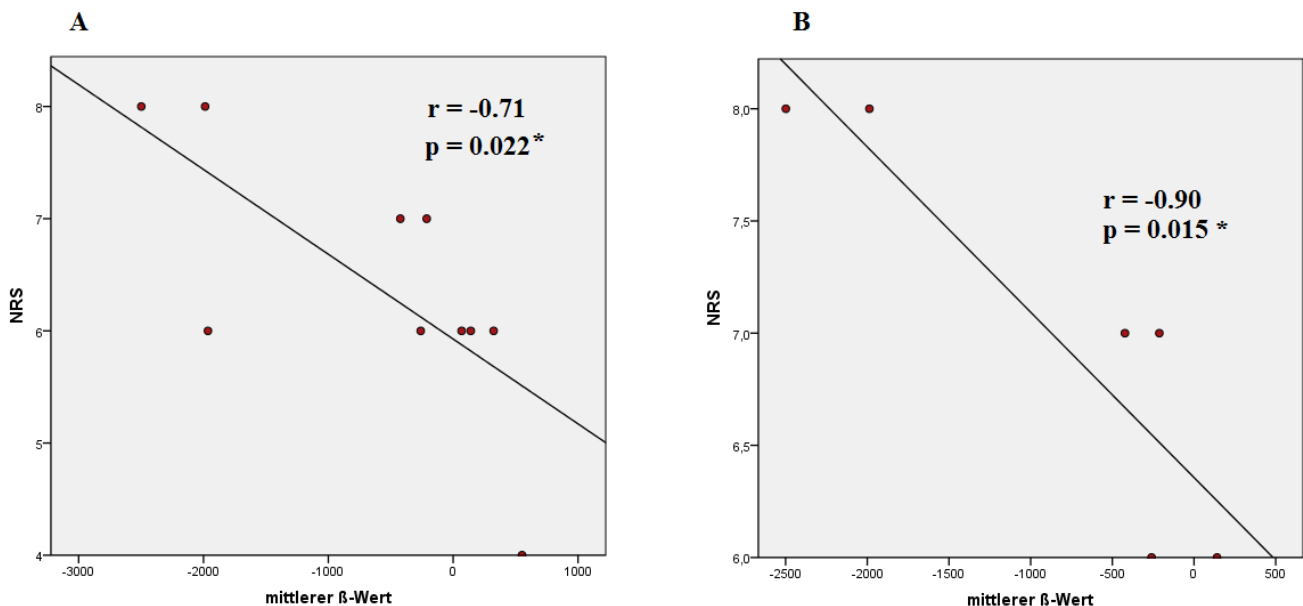 A
r = -0.71
p = 0.022*
NRS
8
7
6
5
4
-3000
-2000
-1000
0
1000
mittlerer ß-Wert
B
r = -0.90
p = 0.015 *
NRS
8,0
7,5
7,0
6,5
6,0
-2500
-2000
-1500
-1000
-500
0
500
mittlerer ß-Wert